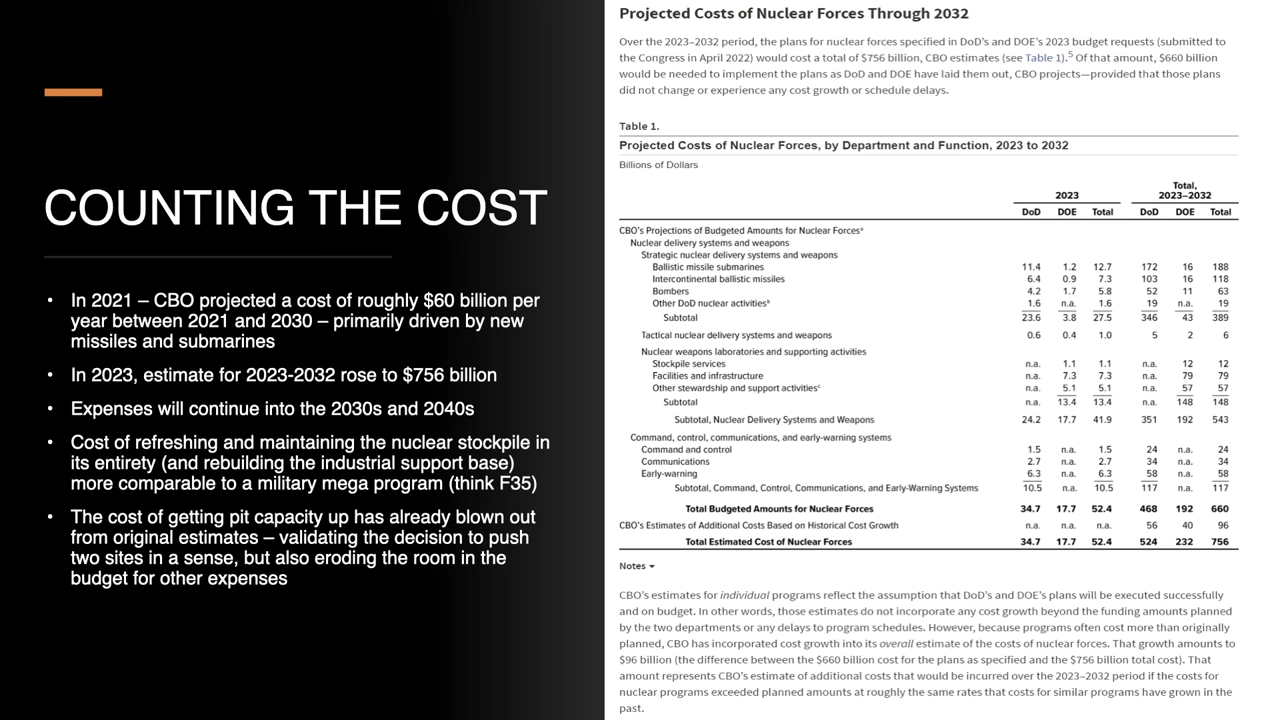 COUNTING THE COST
• In 2021 – CBO projected a cost of roughly $60 billion per
year between 2021 and 2030 – primarily driven by new
missiles and submarines
• In 2023, estimate for 2023-2032 rose to $756 billion
• Expenses will continue into the 2030s and 2040s
• Cost of refreshing and maintaining the nuclear stockpile in
its entirety (and rebuilding the industrial support base)
more comparable to a military mega program (think F35)
• The cost of getting pit capacity up has already blown out
from original estimates – validating the decision to push
two sites in a sense, but also eroding the room in the
budget for other expenses
Projected Costs of Nuclear Forces Through 2032
Over the 2023–2032 period, the plans for nuclear forces specified in DoD's and DOE's 2023 budget requests (submitted to
the Congress in April 2022) would cost a total of $756 billion, CBO estimates (see Table 1).5 Of that amount, $660 billion
would be needed to implement the plans as DoD and DOE have laid them out, CBO projects—provided that those plans
did not change or experience any cost growth or schedule delays.
Table 1.
Projected Costs of Nuclear Forces, by Department and Function, 2023 to 2032
Billions of Dollars
2023 Total, 2023–2032
DoD DOE Total DoD DOE Total
CBO's Projections of Budgeted Amounts for Nuclear Forcesa
Nuclear delivery systems and weapons
Strategic nuclear delivery systems and weapons
Ballistic missile submarines 11.4 1.2 12.7 172 16 188
Intercontinental ballistic missiles 6.4 0.9 7.3 103 16 118
Bombers 4.2 1.7 5.8 52 11 63
Other DoD nuclear activitiesb 1.6 n.a. 1.6 19 n.a. 19
Subtotal 23.6 3.8 27.5 346 43 389
Tactical nuclear delivery systems and weapons 0.6 0.4 1.0 5 2 6
Nuclear weapons laboratories and supporting activities
Stockpile services n.a. 1.1 1.1 n.a. 12 12
Facilities and infrastructure n.a. 7.3 7.3 n.a. 79 79
Other stewardship and support activitiesc n.a. 5.1 5.1 n.a. 57 57
Subtotal n.a. 13.4 13.4 n.a. 148 148
Subtotal, Nuclear Delivery Systems and Weapons 24.2 17.7 41.9 351 192 543
Command, control, communications, and early-warning systems
Command and control 1.5 n.a. 1.5 24 n.a. 24
Communications 2.7 n.a. 2.7 34 n.a. 34
Early-warning 6.3 n.a. 6.3 58 n.a. 58
Subtotal, Command, Control, Communications, and Early-Warning Systems 10.5 n.a. 10.5 117 n.a. 117
Total Budgeted Amounts for Nuclear Forces 34.7 17.7 52.4 468 192 660
CBO's Estimates of Additional Costs Based on Historical Cost Growth n.a. n.a. n.a. 56 40 96
Total Estimated Cost of Nuclear Forces 34.7 17.7 52.4 524 232 756
Notes
CBO's estimates for individual programs reflect the assumption that DoD's and DOE's plans will be executed successfully
and on budget. In other words, those estimates do not incorporate any cost growth beyond the funding amounts planned
by the two departments or any delays to program schedules. However, because programs often cost more than originally
planned, CBO has incorporated cost growth into its overall estimate of the costs of nuclear forces. That growth amounts to
$96 billion (the difference between the $660 billion cost for the plans as specified and the $756 billion total cost). That
amount represents CBO's estimate of additional costs that would be incurred over the 2023–2032 period if the costs for
nuclear programs exceeded planned amounts at roughly the same rates that costs for similar programs have grown in the
past.